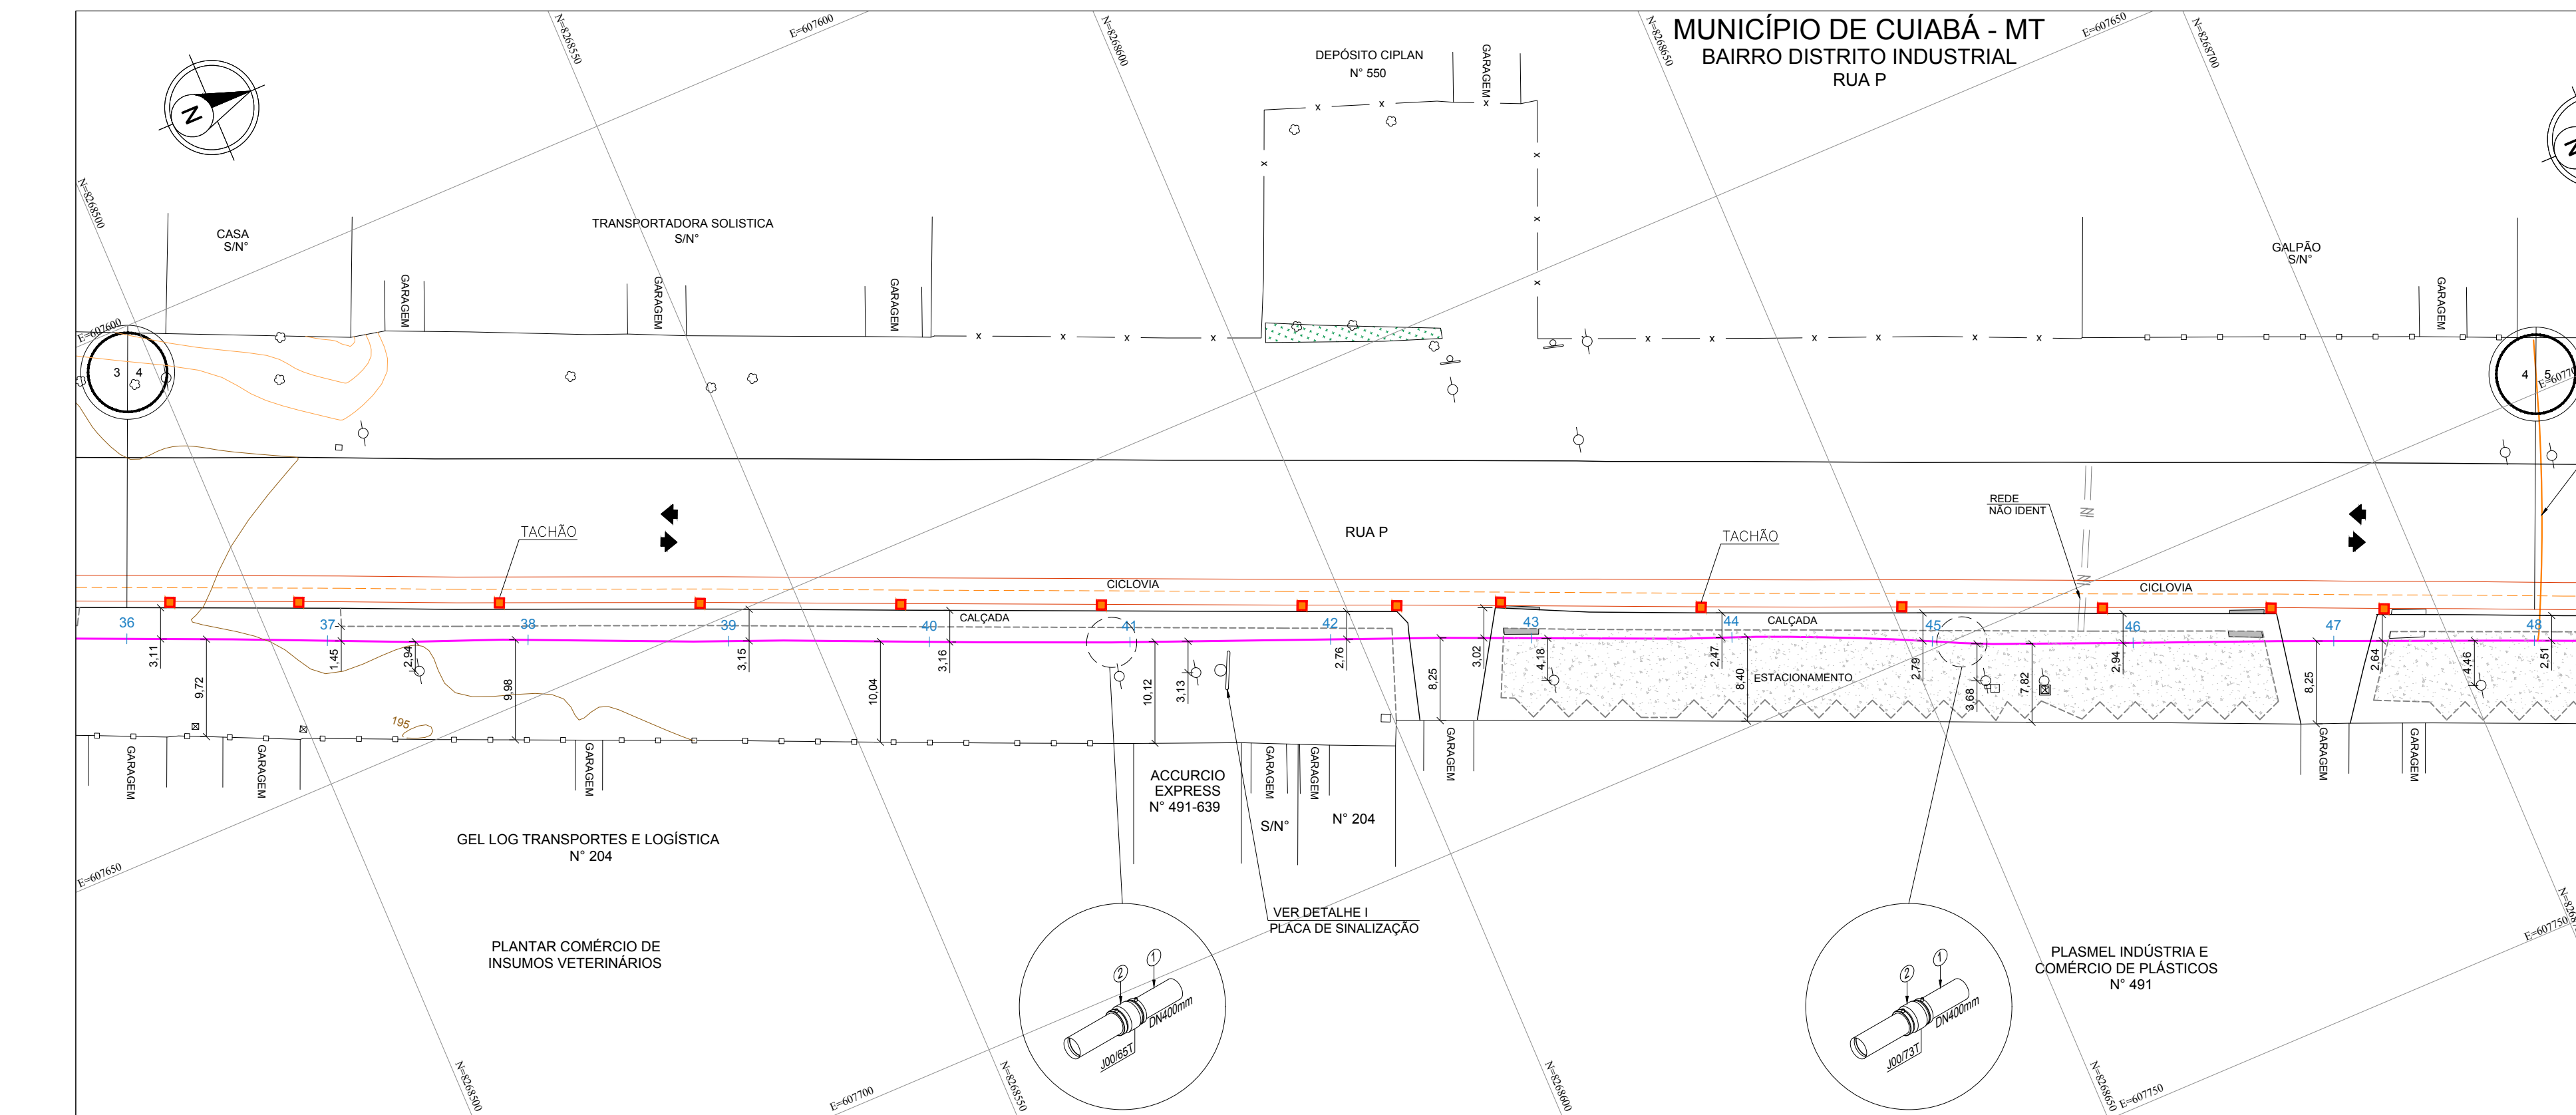 MUNICÍPIO DE CUIABÁ - MT
BAIRRO DISTRITO INDUSTRIAL
RUA P
N=8268550
E=607600
N=8268600
N=8268650
E=607650
N=8268700
N
N
N=8268500
DEPÓSITO CIPLAN
N° 550
GARAGEM
x x x
x
x
x
x
x
CASA
S/N°
TRANSPORTADORA SOLISTICA
S/N°
GALPÃO
S/N°
GARAGEM
GARAGEM
GARAGEM
GARAGEM
E=607600
x x x x
x x x x x x
3 4
4 5
TACHÃO
RUA P
TACHÃO
REDE
NÃO IDENT
NI
NI
CICLOVIA
CICLOVIA
CALÇADA
CALÇADA
36
37
38
39
40
41
42
43
44
45
46
47
48
3,11
9,72
1,45
2,94
9,98
3,15
10,04
3,16
10,12
3,13
2,76
8,25
3,02
4,18
2,47
8,40
ESTACIONAMENTO
2,79
3,68
7,82
2,94
8,25
2,64
4,46
2,51
195
GARAGEM
GARAGEM
GARAGEM
GARAGEM
GARAGEM
GARAGEM
GARAGEM
GARAGEM
ACCURCIO
EXPRESS
N° 491-639
S/N°
N° 204
GEL LOG TRANSPORTES E LOGÍSTICA
N° 204
E=607650
VER DETALHE I
PLACA DE SINALIZAÇÃO
PLANTAR COMÉRCIO DE
INSUMOS VETERINÁRIOS
PLASMEL INDÚSTRIA E
COMÉRCIO DE PLÁSTICOS
N° 491
2
1
DN400mm
J00/65T
2
1
DN400mm
J00/73T
E=607750
N=8268500
E=607700
N=8268550
N=8268600
N=8268650
E=607750